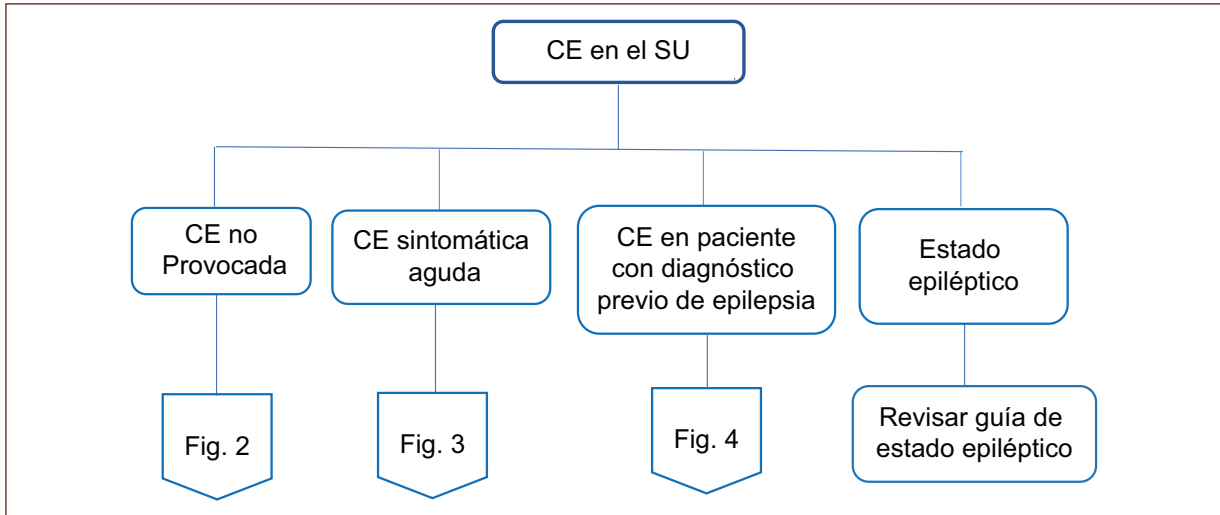 CE en el SU
CE no
Provocada
CE sintomática
aguda
CE en paciente
con diagnóstico
previo de epilepsia
Estado
epiléptico
Fig. 2
Fig. 3
Fig. 4
Revisar guía de
estado epiléptico